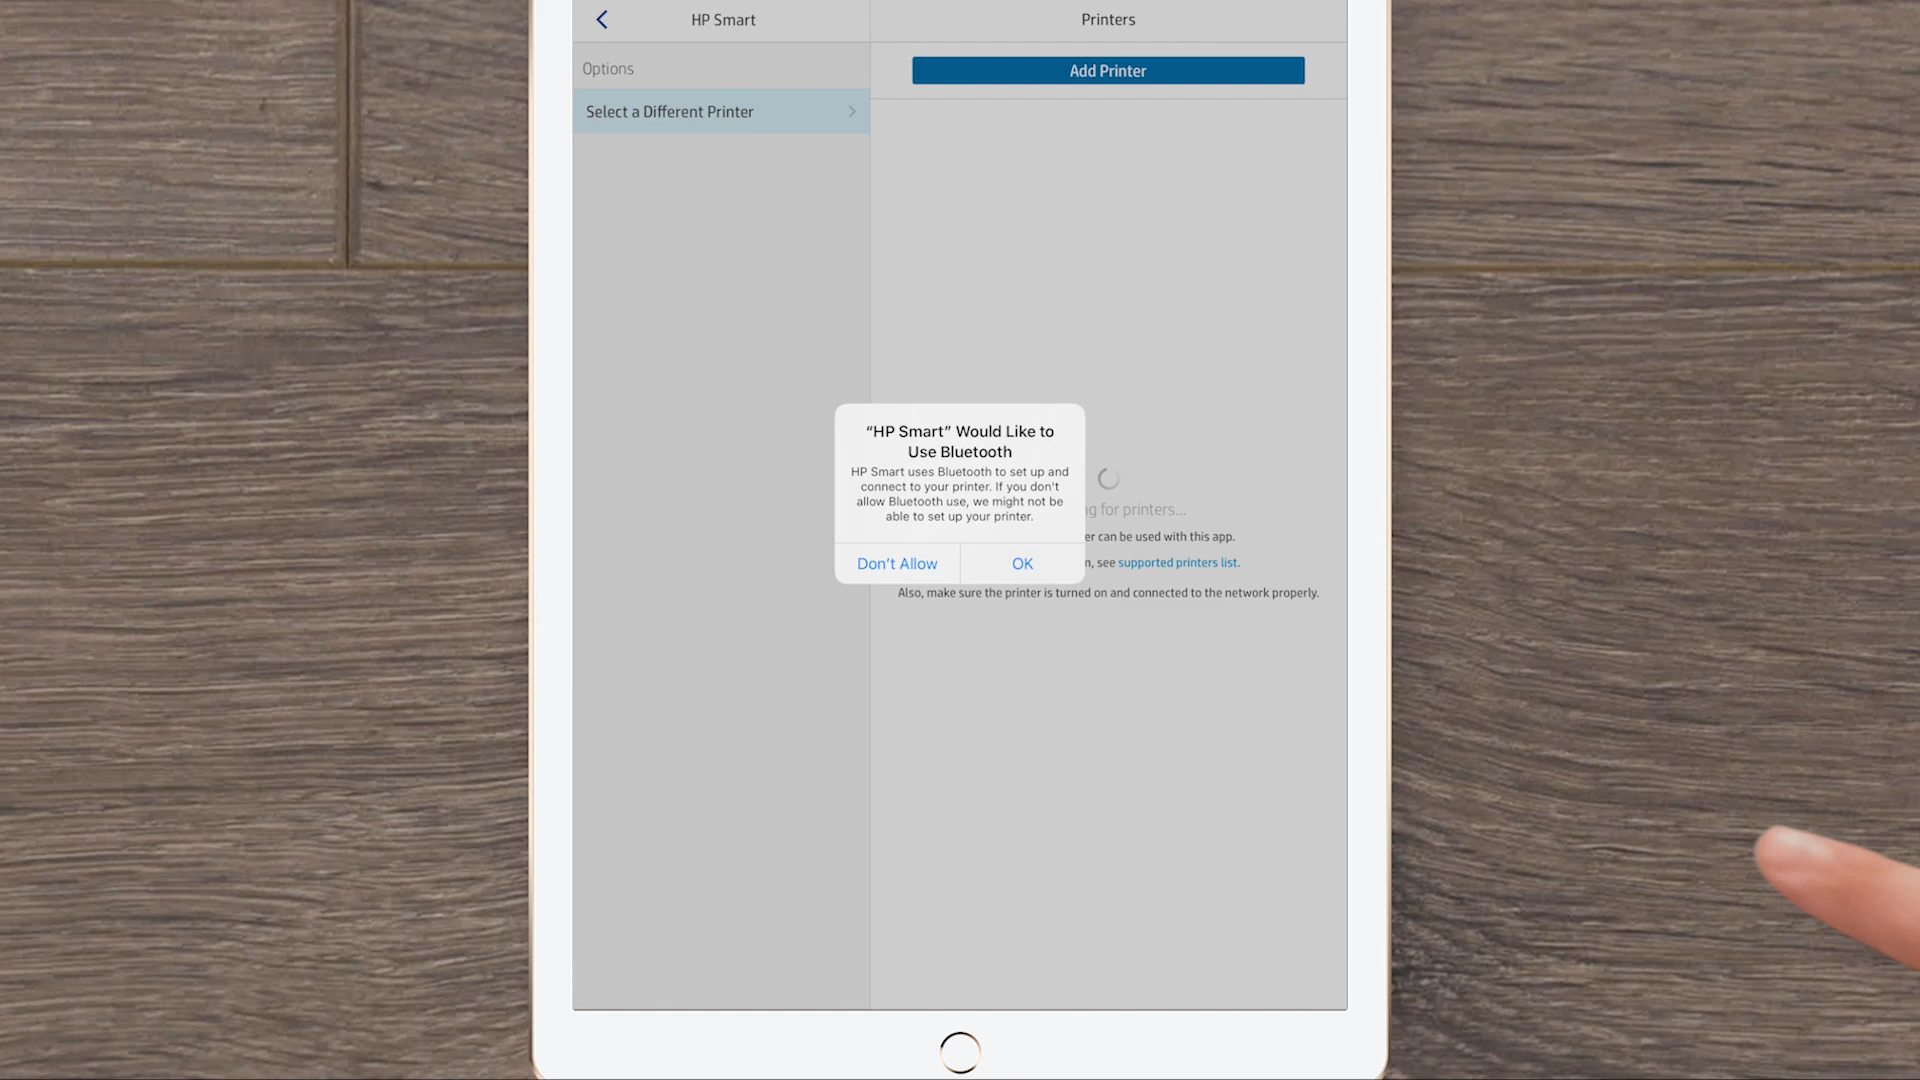 HP Smart
Printers
Options
Add Printer
Select a Different Printer
“HP Smart” Would Like to
Use Bluetooth
HP Smart uses Bluetooth to set up and
connect to your printer. If you don't
allow Bluetooth use, we might not be
able to set up your printer.
Don’t Allow
OK
for printers...
can be used with this app.
see supported printers list.
Also, make sure the printer is turned on and connected to the network properly.